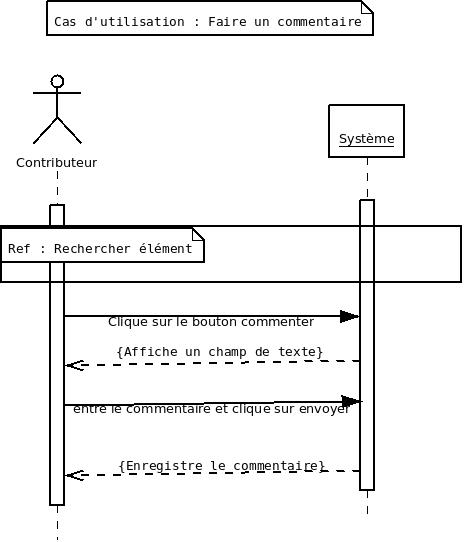 Cas d'utilisation : Faire un commentaire
Contributeur
Système
Ref : Rechercher élément
Clique sur le bouton commenter
{Affiche un champ de texte}
entre le commentaire et clique sur envoyer
{Enregistre le commentaire}